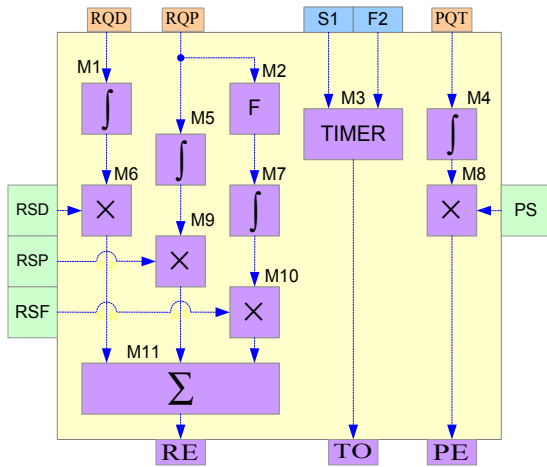 RQD RQP S1 F2 PQT
M1 M2 M3 M4
∫ M5 F TIMER ∫
M6 ∫ M7 M8
RSD × ∫ × PS
M9
RSP ×
M10
RSF ×
M11
Σ
RE TO PE